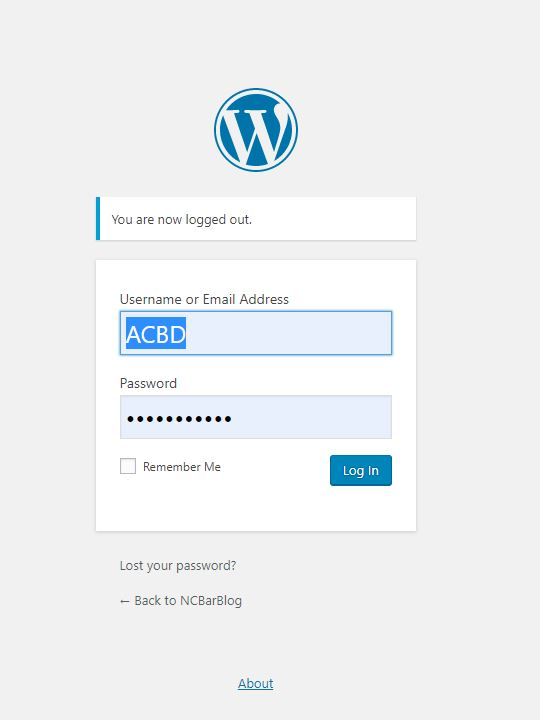 You are now logged out.
Username or Email Address
ACBD
Password
•••••••••••
Remember Me
Log In
Lost your password?
← Back to NCBarBlog
About